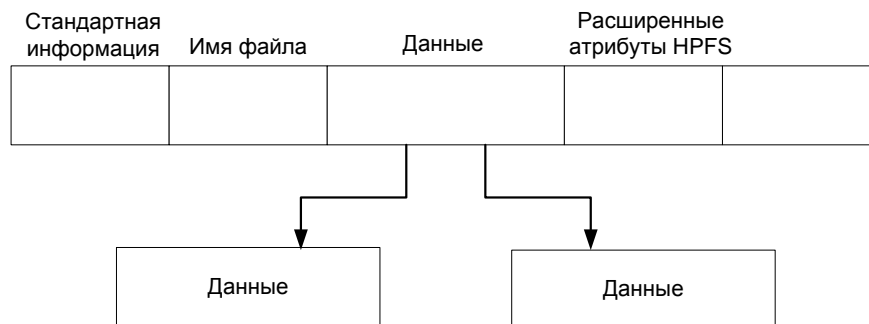 Стандартная
информация
Имя файла
Данные
Расширенные
атрибуты HPFS
Данные
Данные